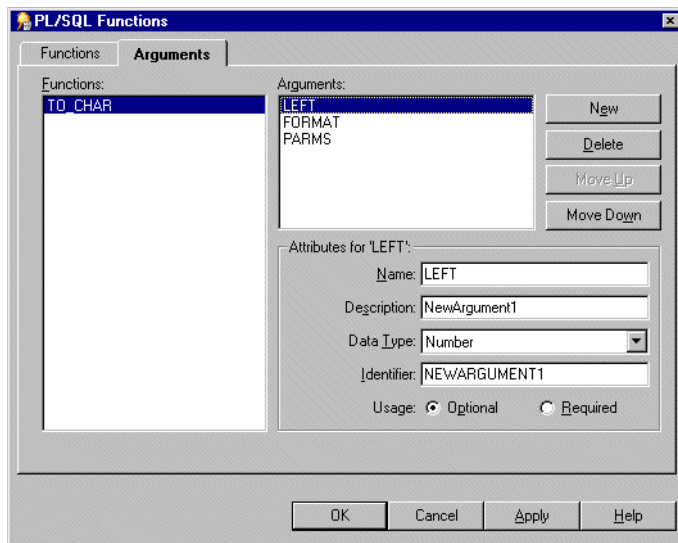 PL/SQL Functions
Functions Arguments
Functions: Arguments:
TO_CHAR LEFT New
FORMAT
PARMS Delete
Move Up
Move Down
Attributes for 'LEFT':
Name: LEFT
Description: NewArgument1
Data Type: Number
Identifier: NEWARGUMENT1
Usage: Optional Required
OK Cancel Apply Help